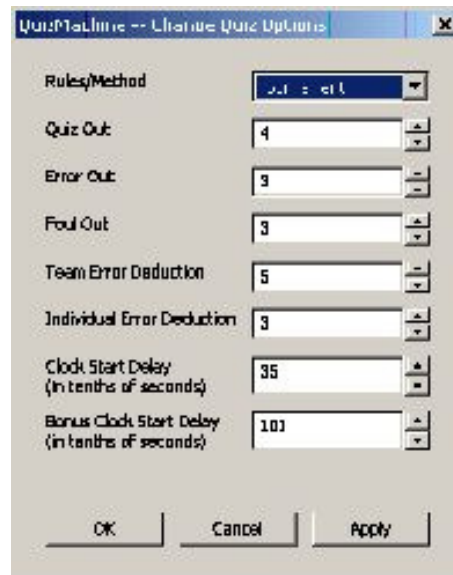 QuizMachine -- Change Quiz Options
Rules/Method
Quiz Out 4
Error Out 3
Foul Out 3
Team Error Deduction 5
Individual Error Deduction 3
Clock Start Delay 35
(in tenths of seconds)
Bonus Clock Start Delay
(in tenths of seconds)
OK Cancel Apply